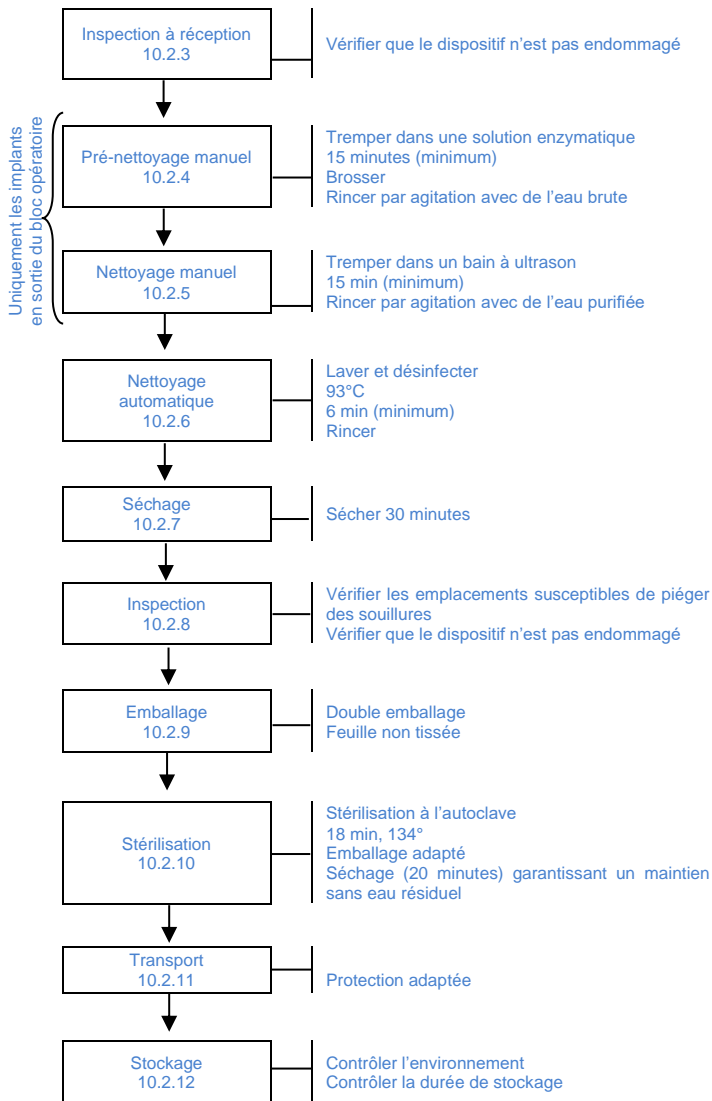 Inspection à réception
10.2.3
Vérifier que le dispositif n'est pas endommagé
Uniquement les implants
en sortie du bloc opératoire
Pré-nettoyage manuel
10.2.4
Tremper dans une solution enzymatique
15 minutes (minimum)
Brosser
Rincer par agitation avec de l'eau brute
Nettoyage manuel
10.2.5
Tremper dans un bain à ultrason
15 min (minimum)
Rincer par agitation avec de l'eau purifiée
Nettoyage
automatique
10.2.6
Laver et désinfecter
93°C
6 min (minimum)
Rincer
Séchage
10.2.7
Sécher 30 minutes
Inspection
10.2.8
Vérifier les emplacements susceptibles de piéger
des souillures
Vérifier que le dispositif n'est pas endommagé
Emballage
10.2.9
Double emballage
Feuille non tissée
Stérilisation
10.2.10
Stérilisation à l'autoclave
18 min, 134°
Emballage adapté
Séchage (20 minutes) garantissant un maintien
sans eau résiduel
Transport
10.2.11
Protection adaptée
Stockage
10.2.12
Contrôler l'environnement
Contrôler la durée de stockage